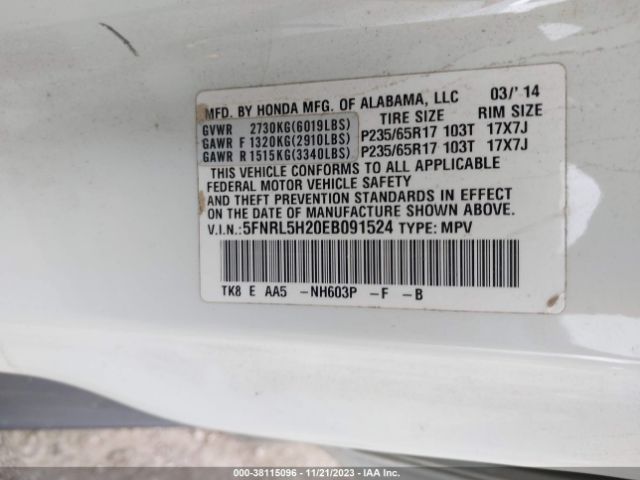 MFD. BY HONDA MFG. OF ALABAMA, LLC 03/'14
TIRE SIZE RIM SIZE
GVWR 2730KG(6019LBS)
GAWR F 1320KG(2910LBS) P235/65R17 103T 17X7J
GAWR R 1515KG(3340LBS) P235/65R17 103T 17X7J
THIS VEHICLE CONFORMS TO ALL APPLICABLE
FEDERAL MOTOR VEHICLE SAFETY
AND THEFT PREVENTION STANDARDS IN EFFECT
ON THE DATE OF MANUFACTURE SHOWN ABOVE.
V.I.N.:5FNRL5H20EB091524 TYPE: MPV
TK8 E AA5 -NH603P -F -B
000-38115096 - 11/21/2023 - IAA Inc.